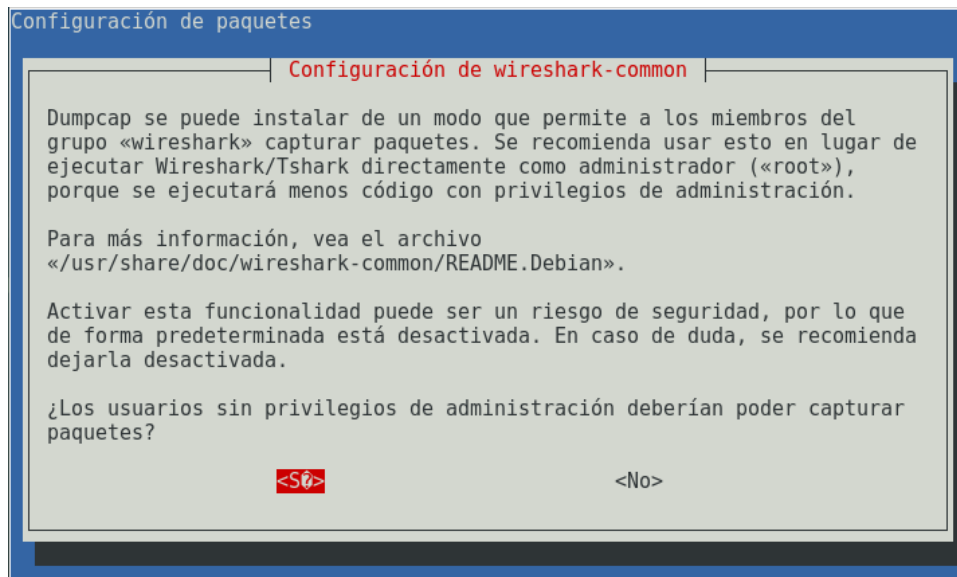 Configuración de paquetes
Configuración de wireshark-common
Dumpcap se puede instalar de un modo que permite a los miembros del
grupo «wireshark» capturar paquetes. Se recomienda usar esto en lugar de
ejecutar Wireshark/Tshark directamente como administrador («root»),
porque se ejecutará menos código con privilegios de administración.
Para más información, vea el archivo
«/usr/share/doc/wireshark-common/README.Debian».
Activar esta funcionalidad puede ser un riesgo de seguridad, por lo que
de forma predeterminada está desactivada. En caso de duda, se recomienda
dejarla desactivada.
¿Los usuarios sin privilegios de administración deberían poder capturar
paquetes?
<S�> <No>